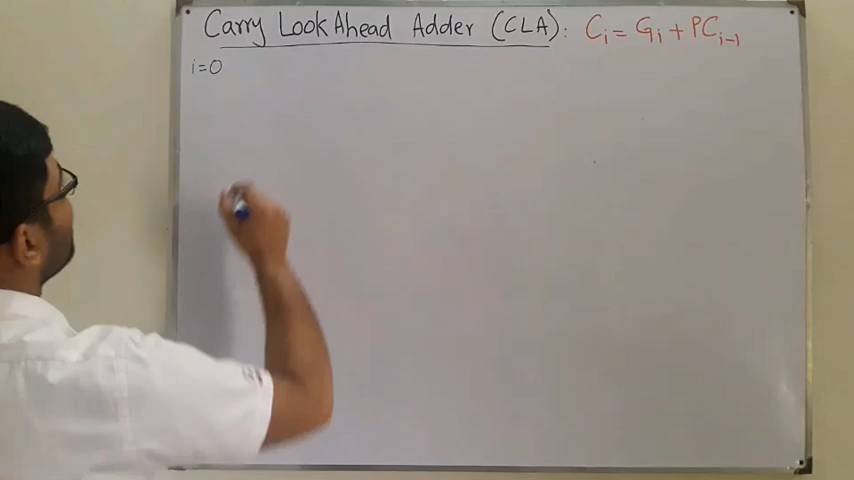 Carry Look Ahead Adder (CLA): Cᵢ = Gᵢ + PCᵢ₋₁
i=0